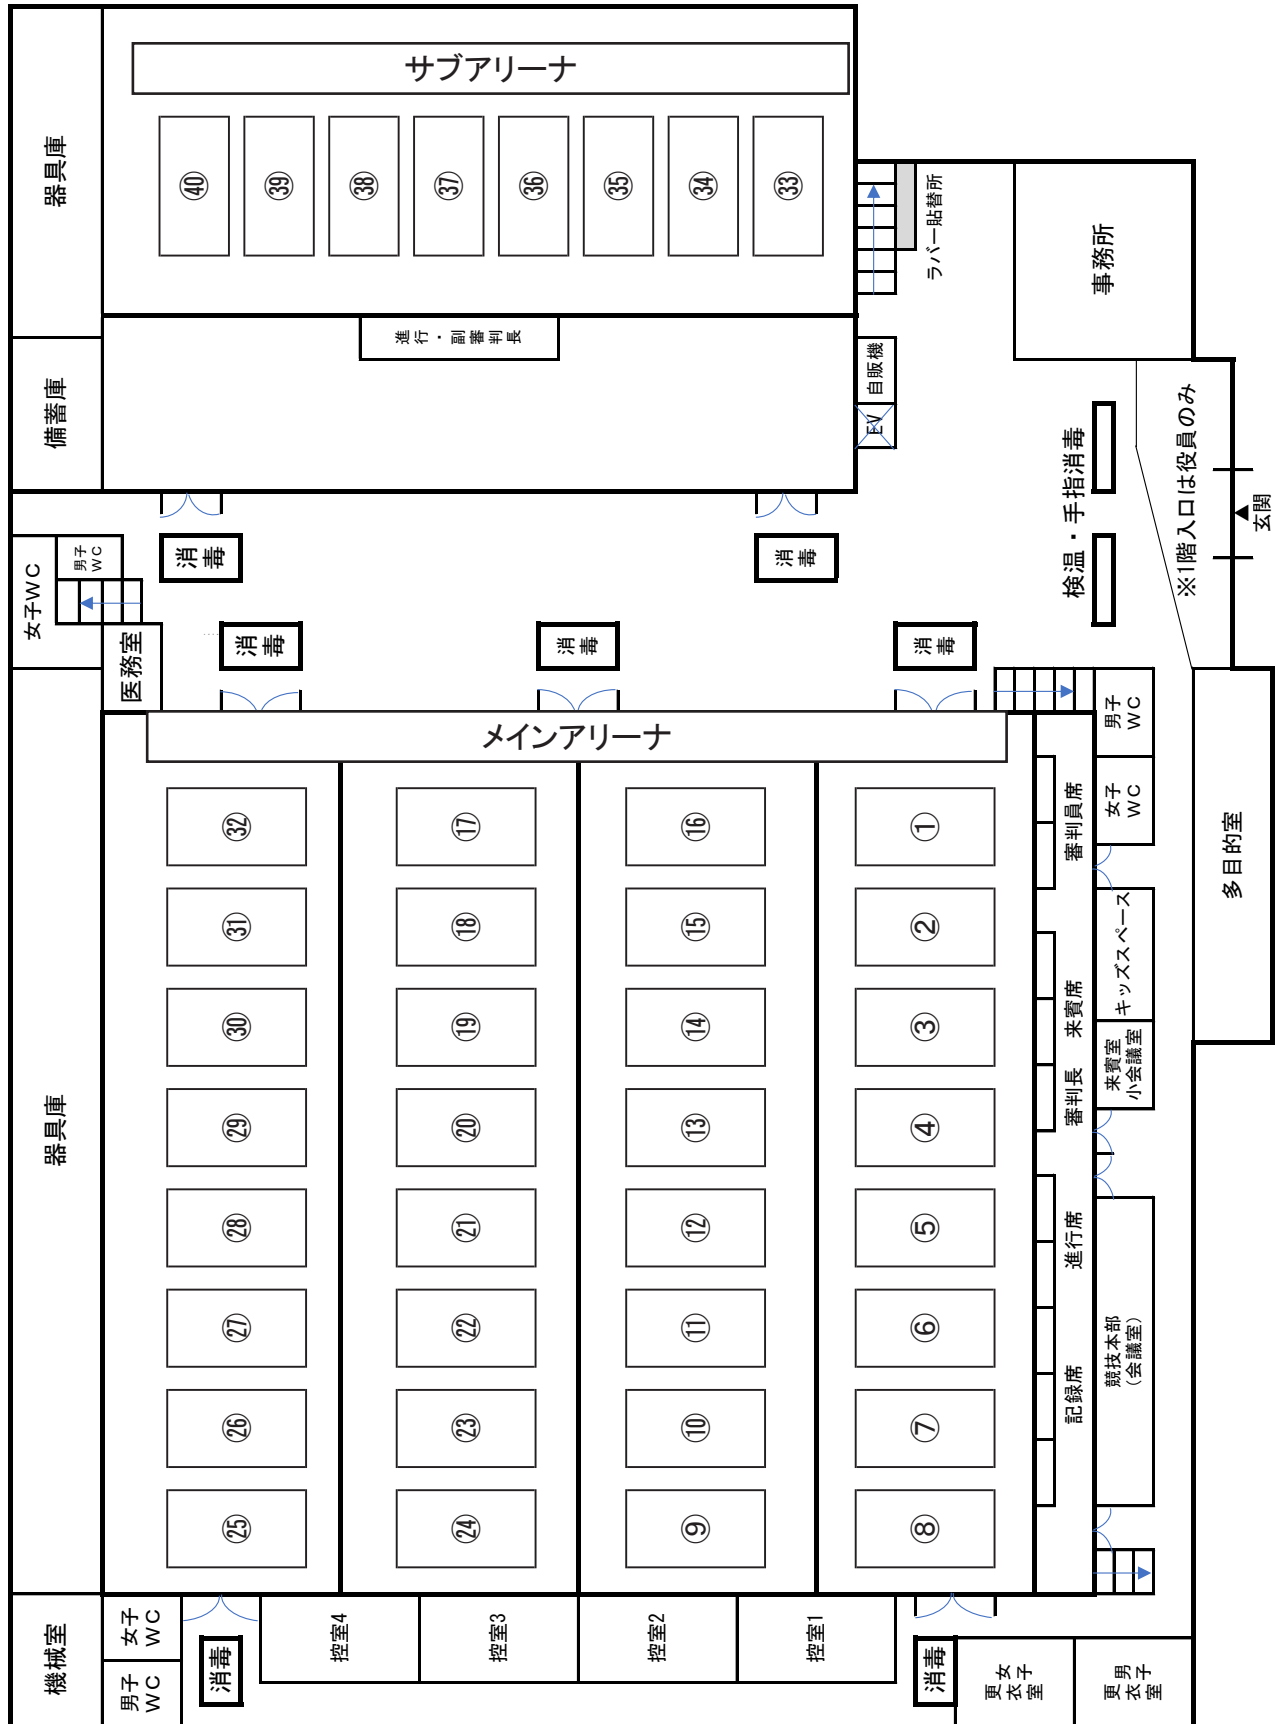 サブアリーナ
器具庫
㊵
㊴
㊳
㊲
㊱
㉟
㉞
㉝
ラバー貼替所
事務所
進行・副審判長
備蓄庫
自販機
EV
検温・手指消毒
※1階入口は役員のみ
玄関
女子WC
男子
WC
消毒
消毒
医務室
消毒
消毒
消毒
メインアリーナ
男子
WC
女子
WC
審判員席
多目的室
器具庫
㉜
⑰
⑯
①
㉛
⑱
⑮
②
キッズスペース
㉚
⑲
⑭
③
来賓席
来賓室
小会議室
審判長
㉙
⑳
⑬
④
㉘
㉑
⑫
⑤
進行席
㉗
㉒
⑪
⑥
競技本部
(会議室)
㉖
㉓
⑩
⑦
記録席
㉕
㉔
⑨
⑧
機械室
女子
WC
男子
WC
消毒
控室4
控室3
控室2
控室1
消毒
女子
更衣室
男子
更衣室